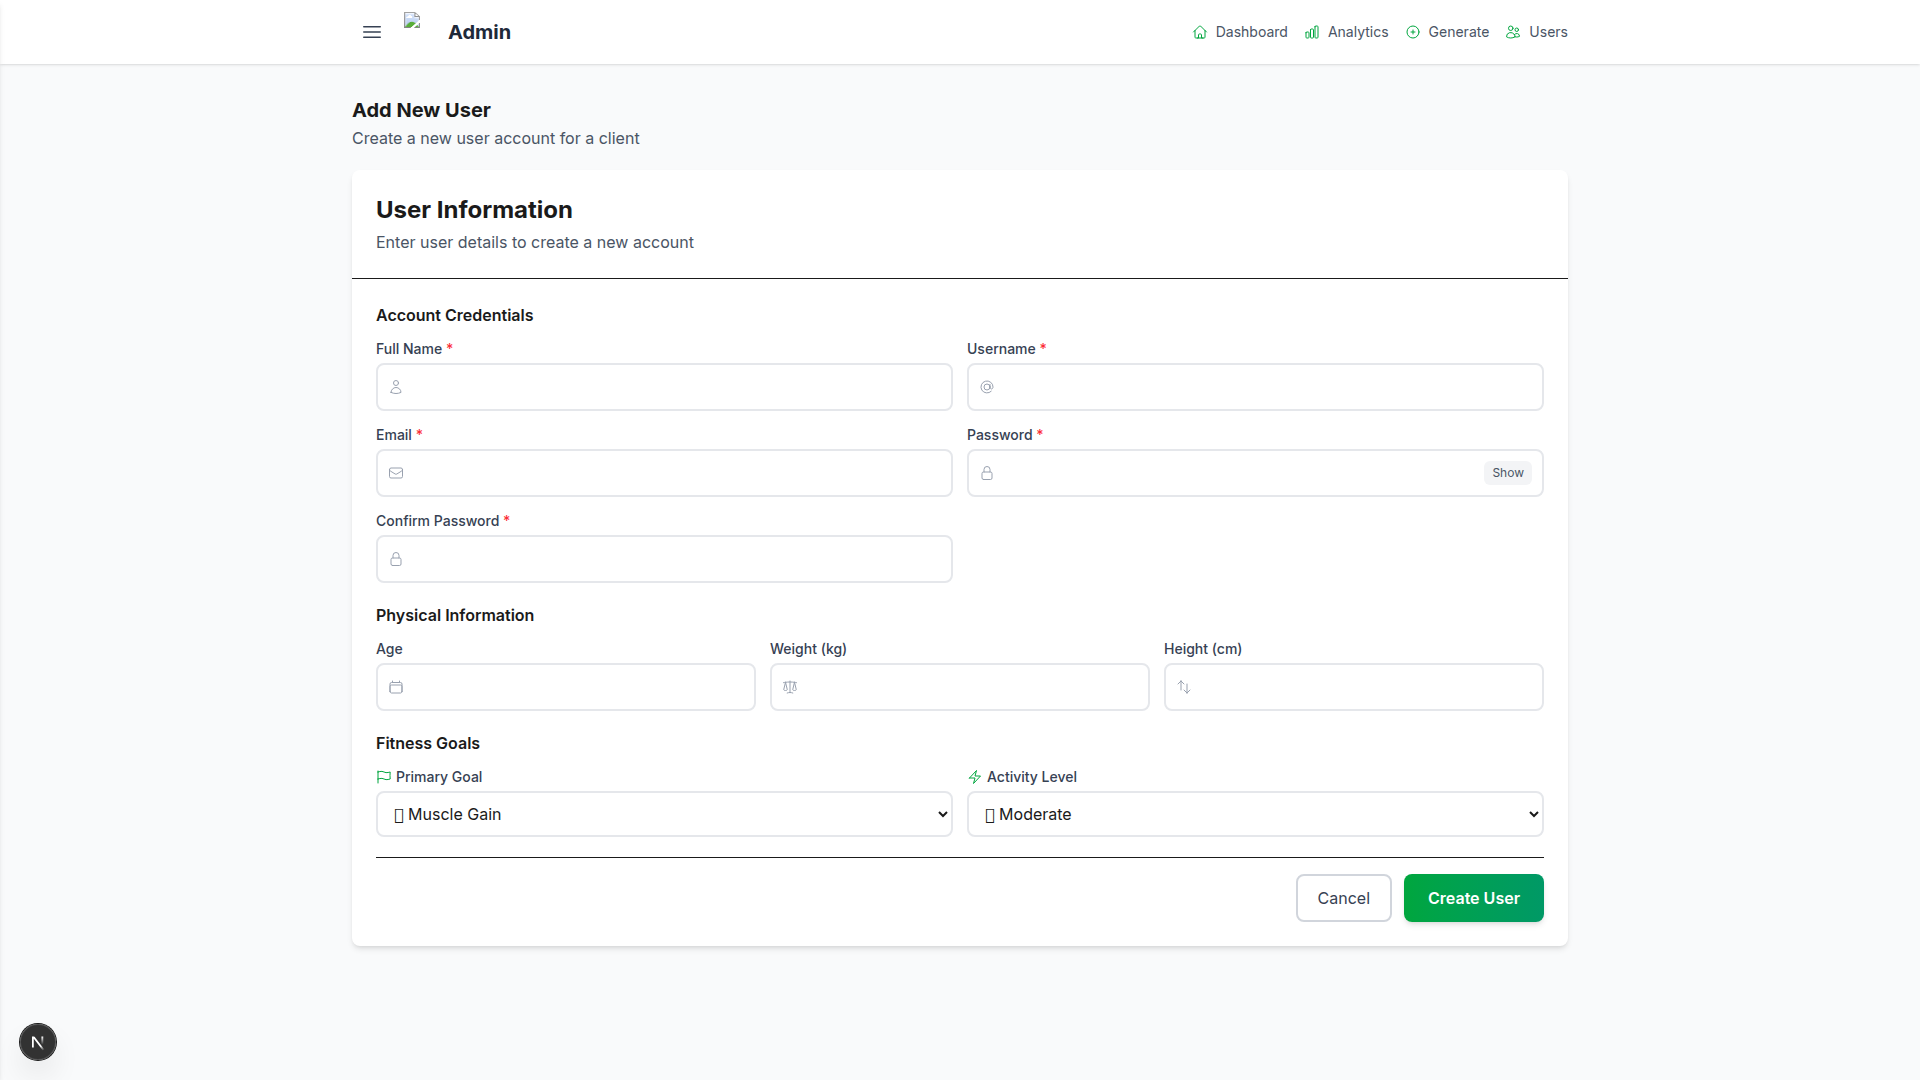 Admin
Dashboard Analytics Generate Users
Add New User
Create a new user account for a client
User Information
Enter user details to create a new account
Account Credentials
Full Name * Username *
Email * Password *
Show
Confirm Password *
Physical Information
Age Weight (kg) Height (cm)
Fitness Goals
Primary Goal Activity Level
Muscle Gain Moderate
Cancel Create User
N